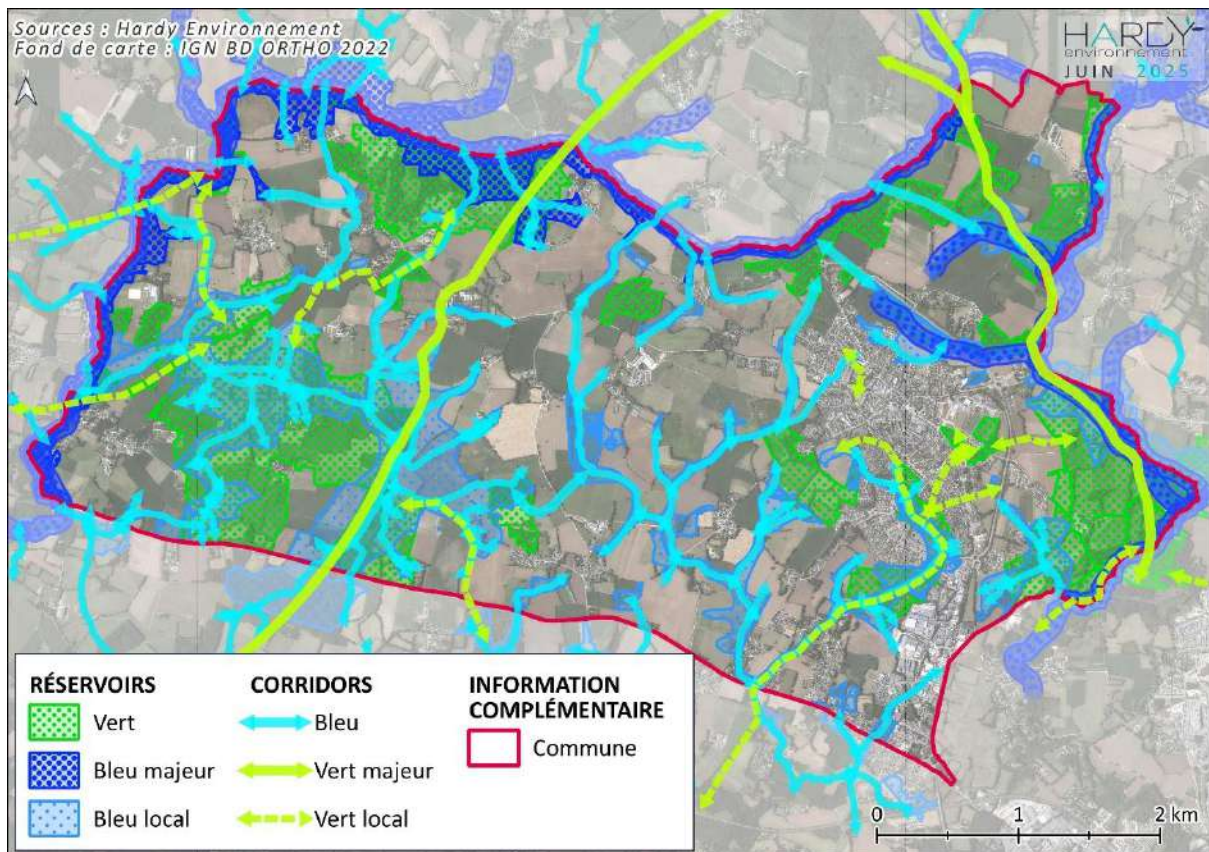 Sources : Hardy Environnement
Fond de carte : IGN BD ORTHO 2022
HARDY
environnement
JUIN 2025
RÉSERVOIRS
Vert
Bleu majeur
Bleu local
CORRIDORS
Bleu
Vert majeur
Vert local
INFORMATION
COMPLÉMENTAIRE
Commune
0 1 2 km